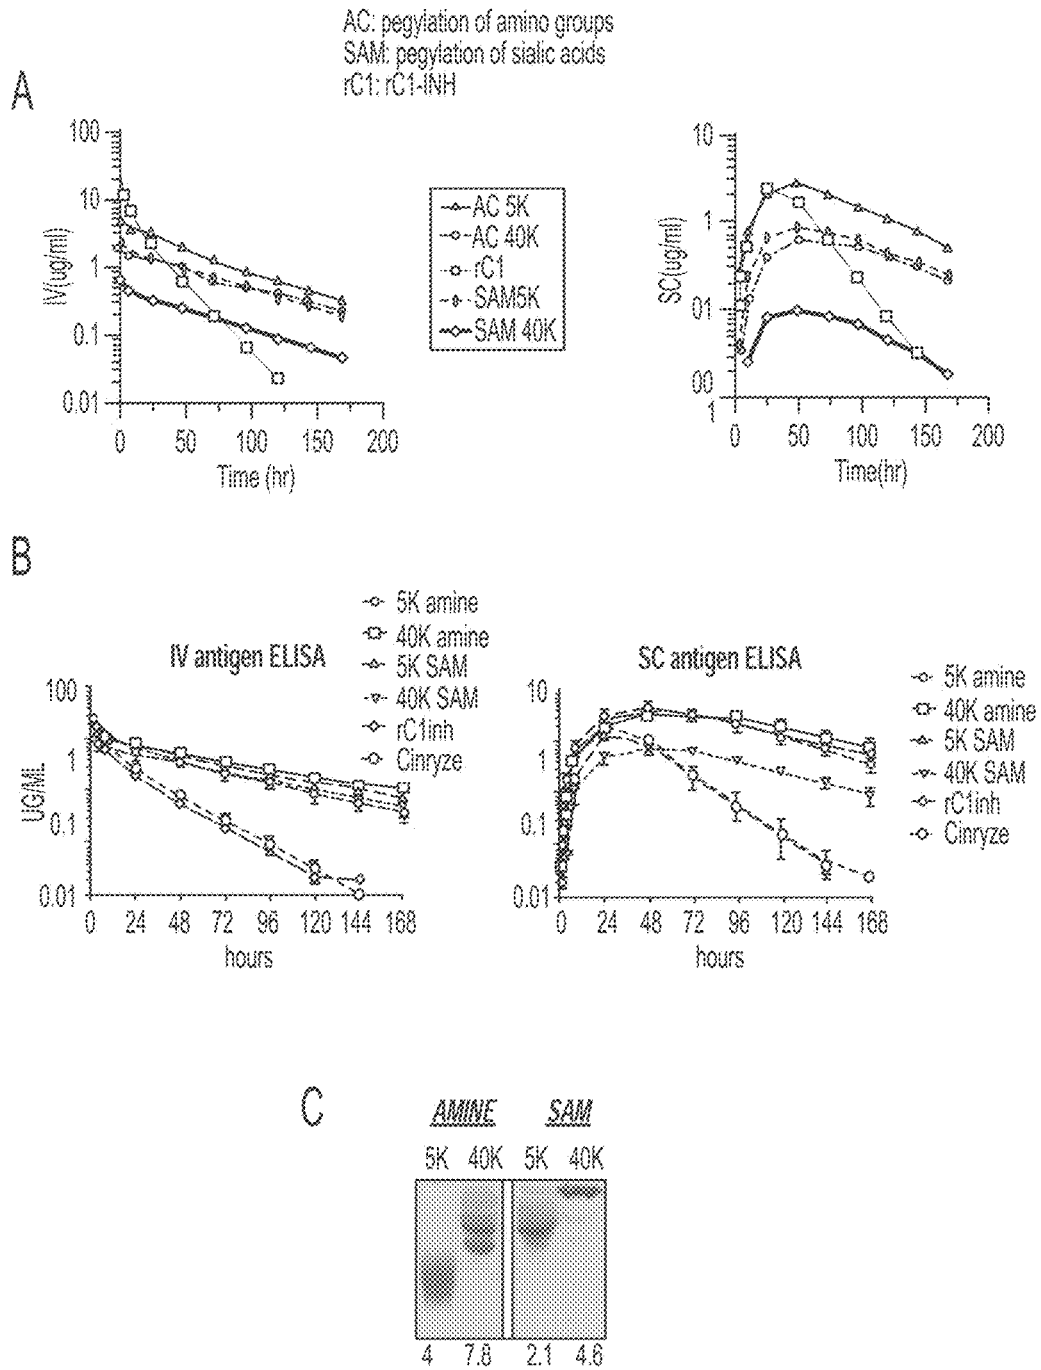 AC: pegylation of amino groups
SAM: pegylation of sialic acids
rC1: rC1-INH
A
100
10
1
0.1
0.01
IV(ug/ml)
0 50 100 150 200
Time (hr)
AC 5K
AC 40K
rC1
SAM5K
SAM 40K
10
1
01
00
1
SC(ug/ml)
0 50 100 150 200
Time(hr)
B
IV antigen ELISA
5K amine
40K amine
5K SAM
40K SAM
rC1inh
Cinryze
100
1
0.1
0.01
UG/ML
0 24 48 72 96 120 144 168
hours
SC antigen ELISA
5K amine
40K amine
5K SAM
40K SAM
rC1inh
Cinryze
10
1
0.1
0.01
0 24 48 72 96 120 144 168
hours
C
AMINE SAM
5K 40K 5K 40K
4 7.8 2.1 4.6